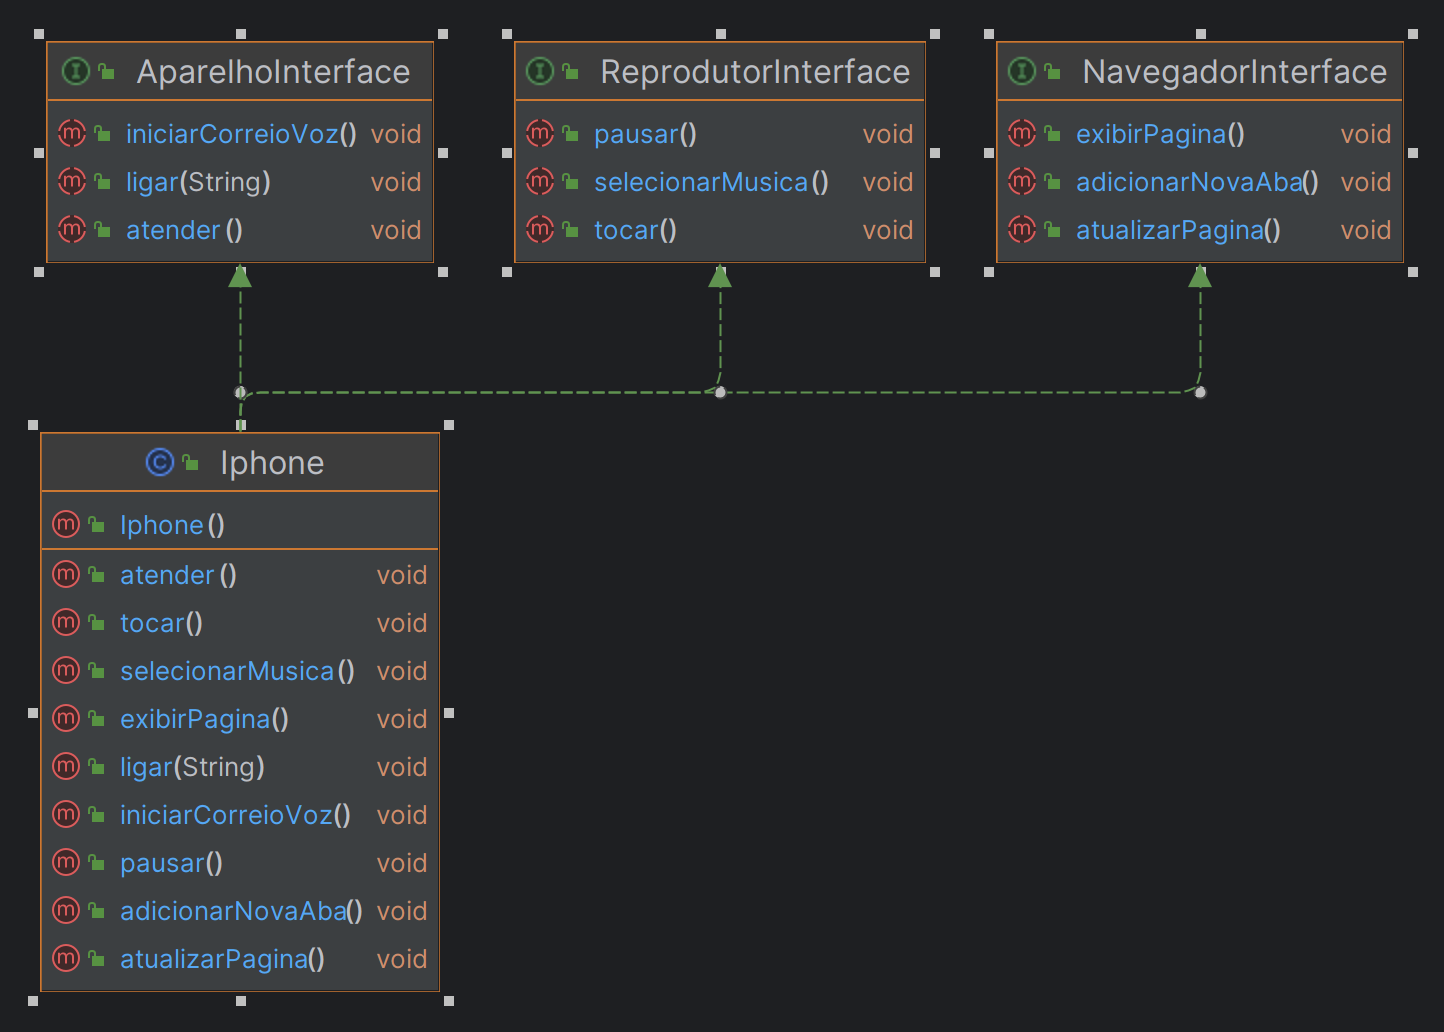 AparelhoInterface
iniciarCorreioVoz() void
ligar(String) void
atender() void
ReprodutorInterface
pausar() void
selecionarMusica() void
tocar() void
NavegadorInterface
exibirPagina() void
adicionarNovaAba() void
atualizarPagina() void
Iphone
Iphone()
atender() void
tocar() void
selecionarMusica() void
exibirPagina() void
ligar(String) void
iniciarCorreioVoz() void
pausar() void
adicionarNovaAba() void
atualizarPagina() void